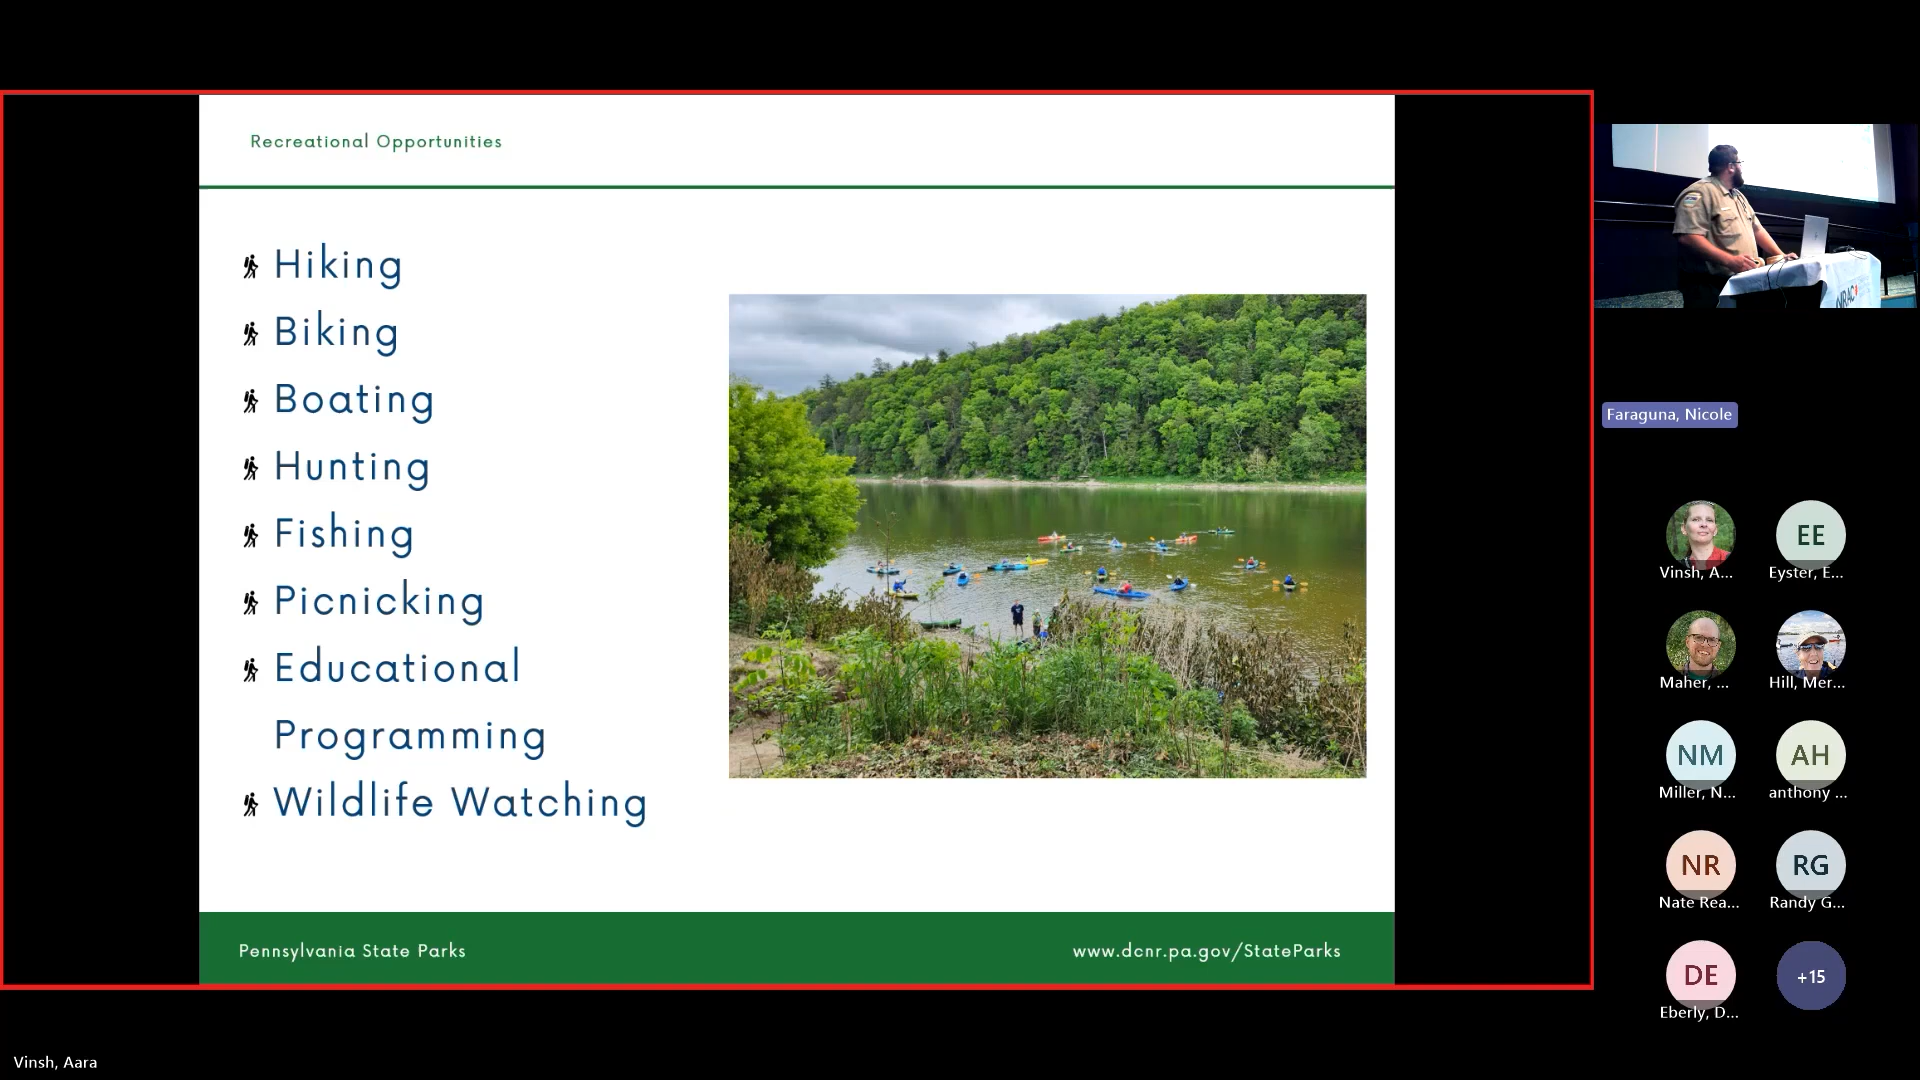 Recreational Opportunities
Hiking
Biking
Boating
Hunting
Fishing
Picnicking
Educational
Programming
Wildlife Watching
Pennsylvania State Parks
www.dcnr.pa.gov/StateParks
Faraguna, Nicole
EE
Vinsh, A...
Eyster, E...
Maher, ...
Hill, Mer...
NM
AH
Miller, N...
anthony ...
NR
RG
Nate Rea...
Randy G...
DE
+15
Eberly, D...
Vinsh, Aara